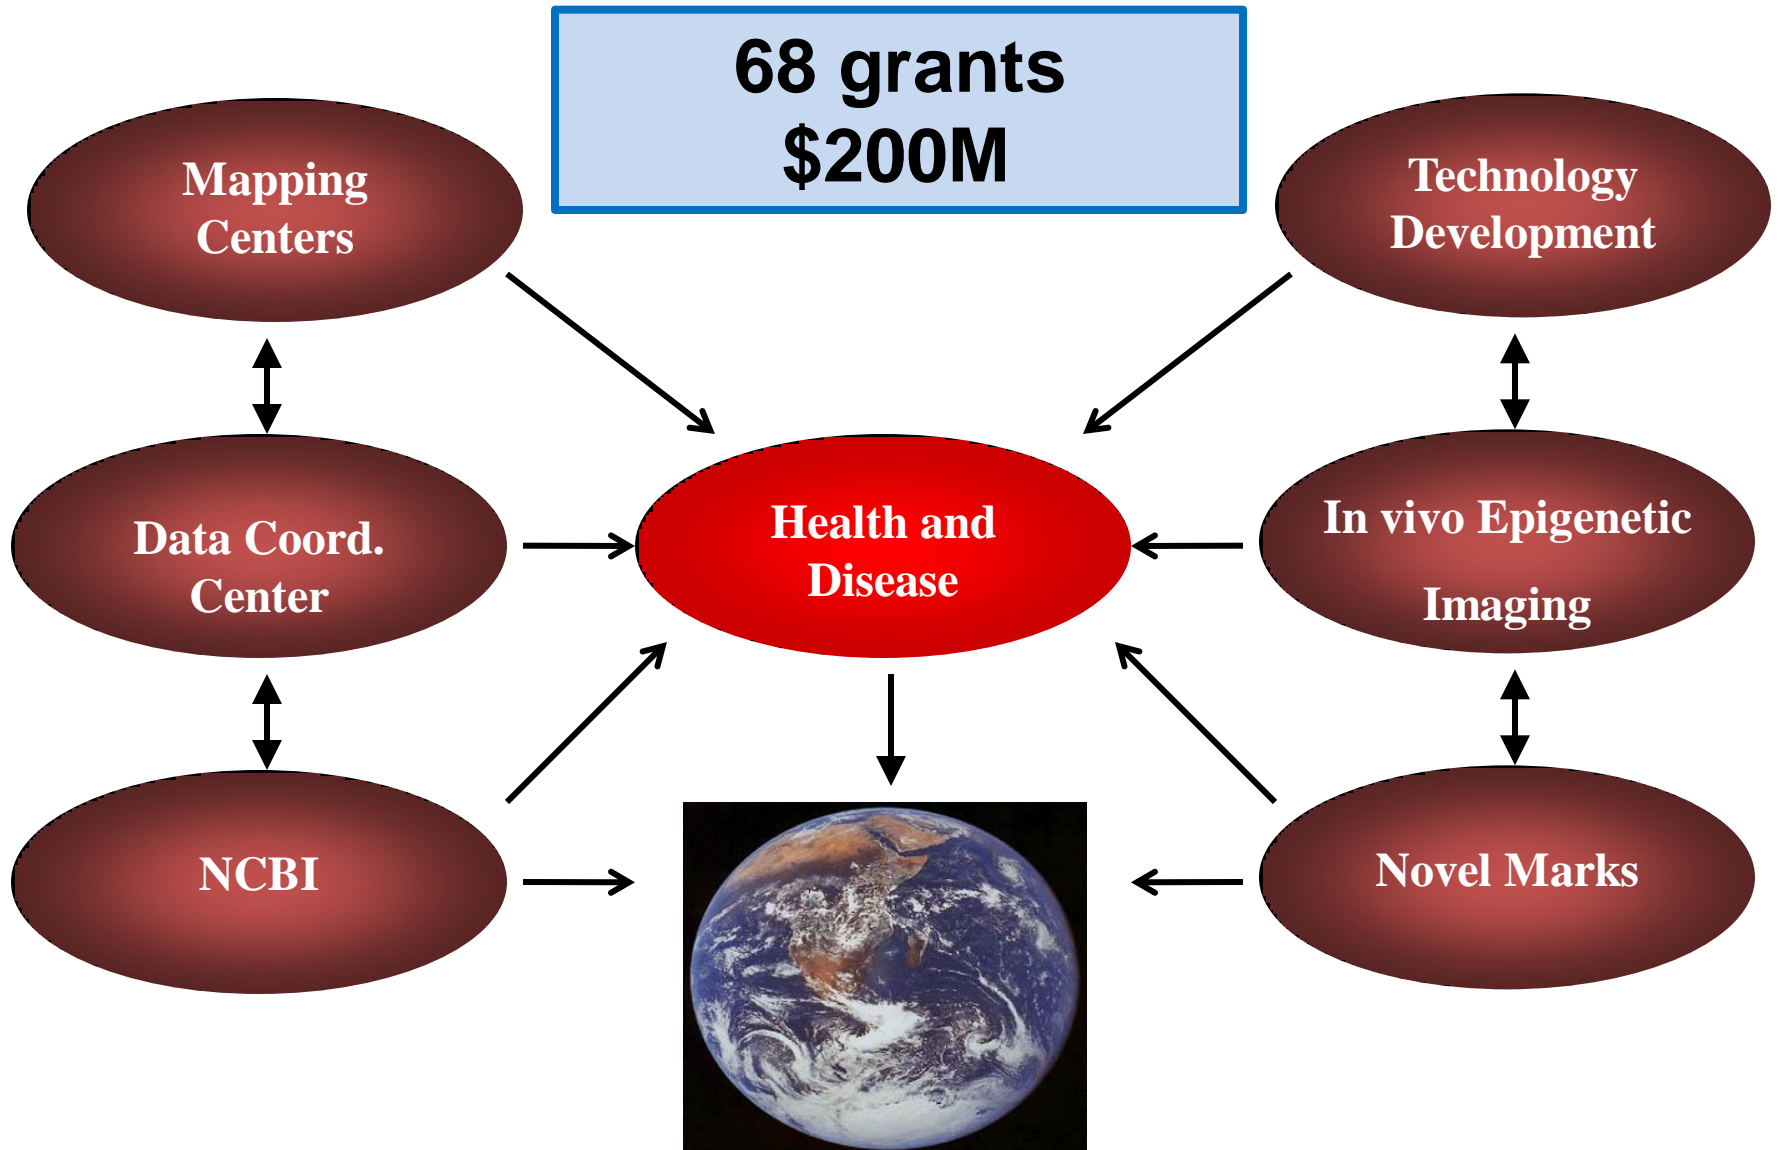 68 grants
$200M
Mapping
Centers
Technology
Development
Data Coord.
Center
Health and
Disease
In vivo Epigenetic
Imaging
NCBI
Novel Marks